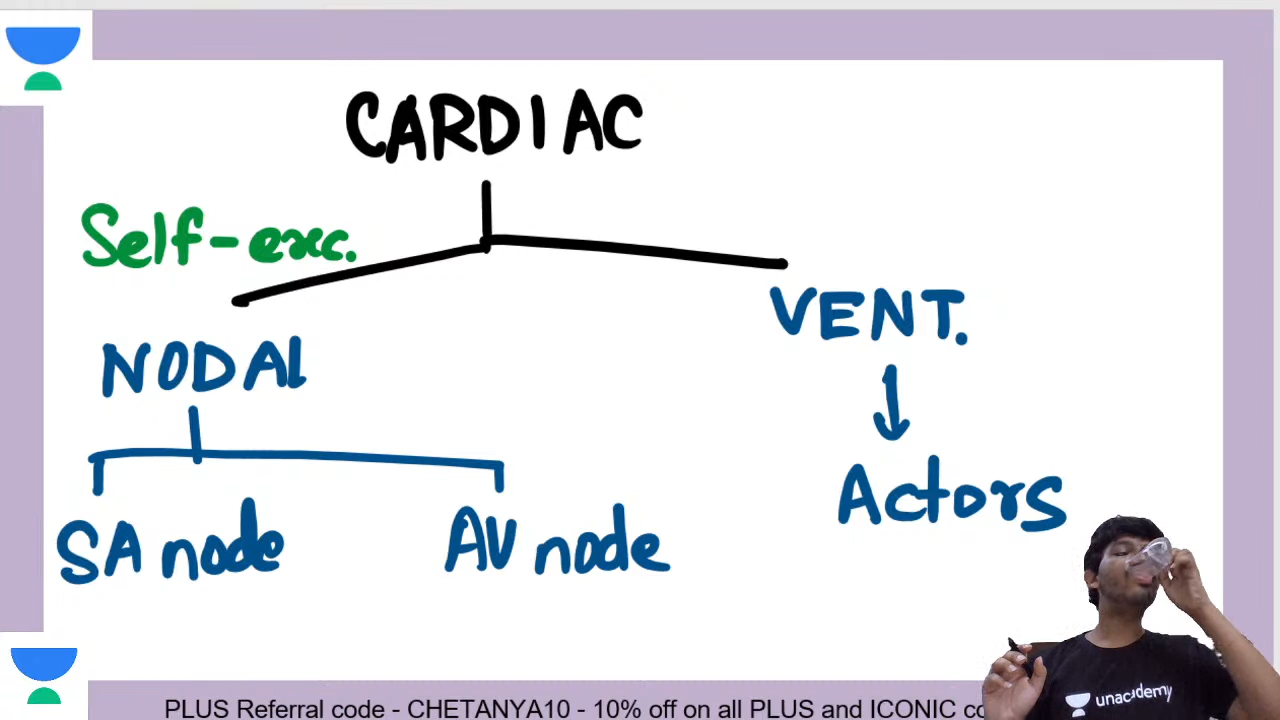 CARDIAC
Self-exc.
NODAL
VENT.
Actors
SA node
AV node
unacademy
PLUS Referral code - CHETANYA10 - 10% off on all PLUS and ICONIC